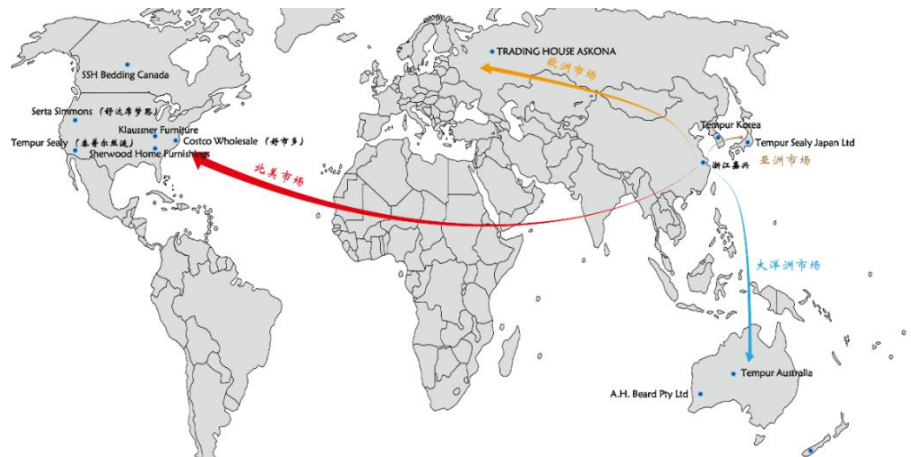 TRADING HOUSE ASKONA
欧洲市场
SSH Bedding Canada
Serta Simmons（舒达席梦思）
Klaussner Furniture
Tempur Sealy（泰普尔丝涟）
Costco Wholesale（好市多）
Sherwood Home Furnishings
北美市场
Tempur Korea
Tempur Sealy Japan Ltd
亚洲市场
浙江嘉兴
大洋洲市场
Tempur Australia
A.H. Beard Pty Ltd